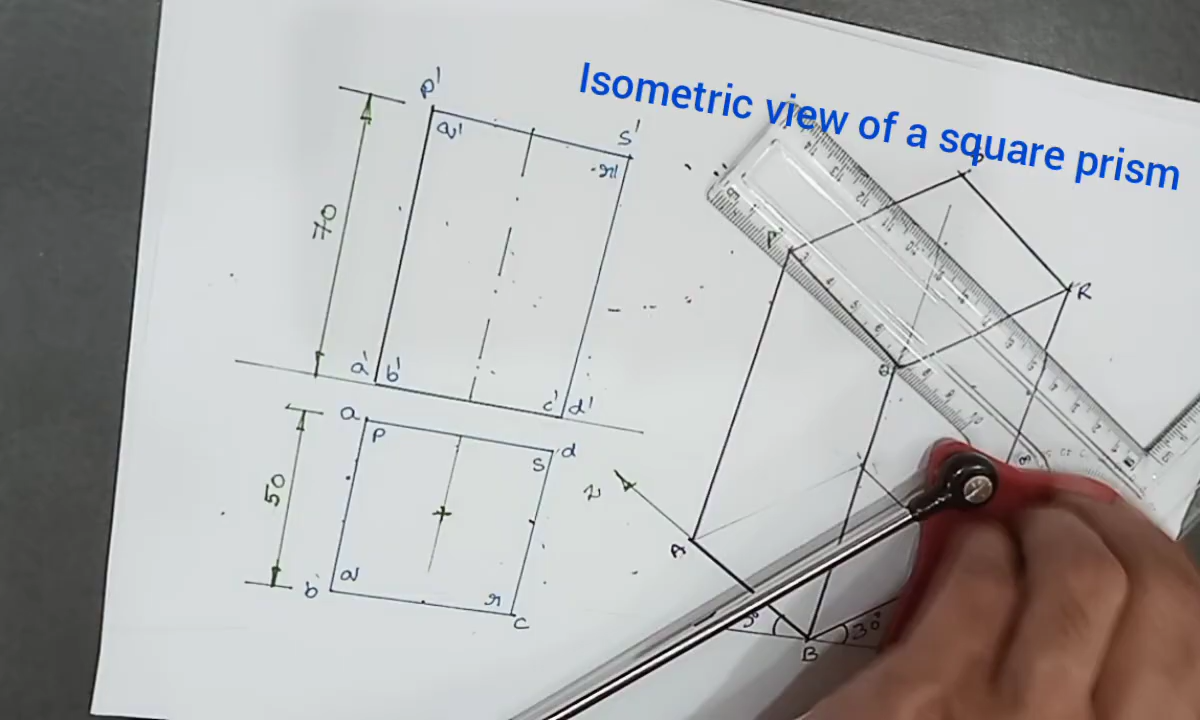 Isometric view of a square prism
p'
q'
s'
r'
70
a'
b'
c'
d'
a
p
d
s
50
b
q
r
c
P
S
R
Q
A
30°
B